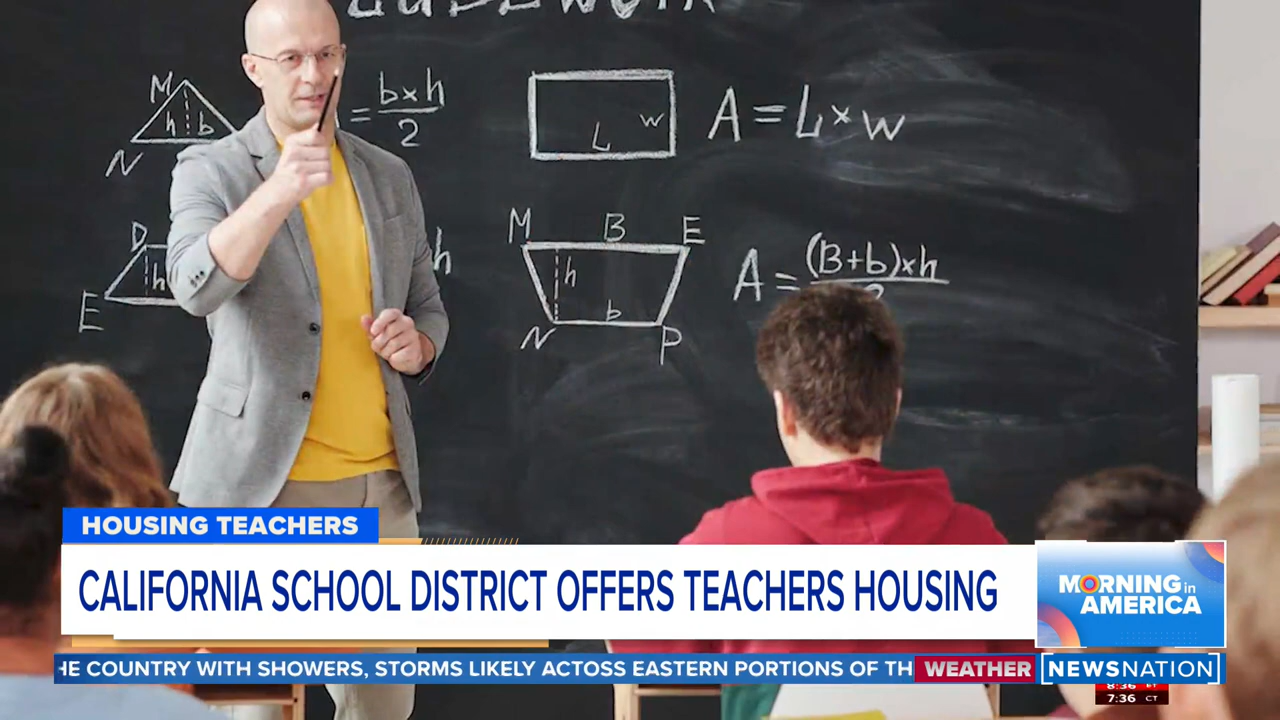 M
h b
N
= b×h
2
L
w
A = L×w
D
h
E
h
M B E
h
b
N P
A = (B+b)×h
HOUSING TEACHERS
CALIFORNIA SCHOOL DISTRICT OFFERS TEACHERS HOUSING
MORNING in
AMERICA
HE COUNTRY WITH SHOWERS, STORMS LIKELY ACTOSS EASTERN PORTIONS OF TH WEATHER NEWSNATION
7:36 CT